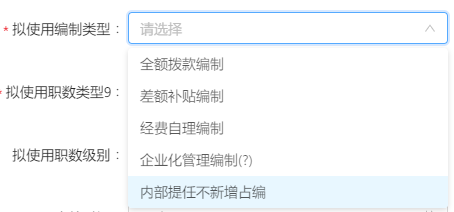 * 拟使用编制类型： 请选择
全额拨款编制
差额补贴编制
* 拟使用职数类型9：
经费自理编制
拟使用职数级别：
企业化管理编制(?)
内部提任不新增占编